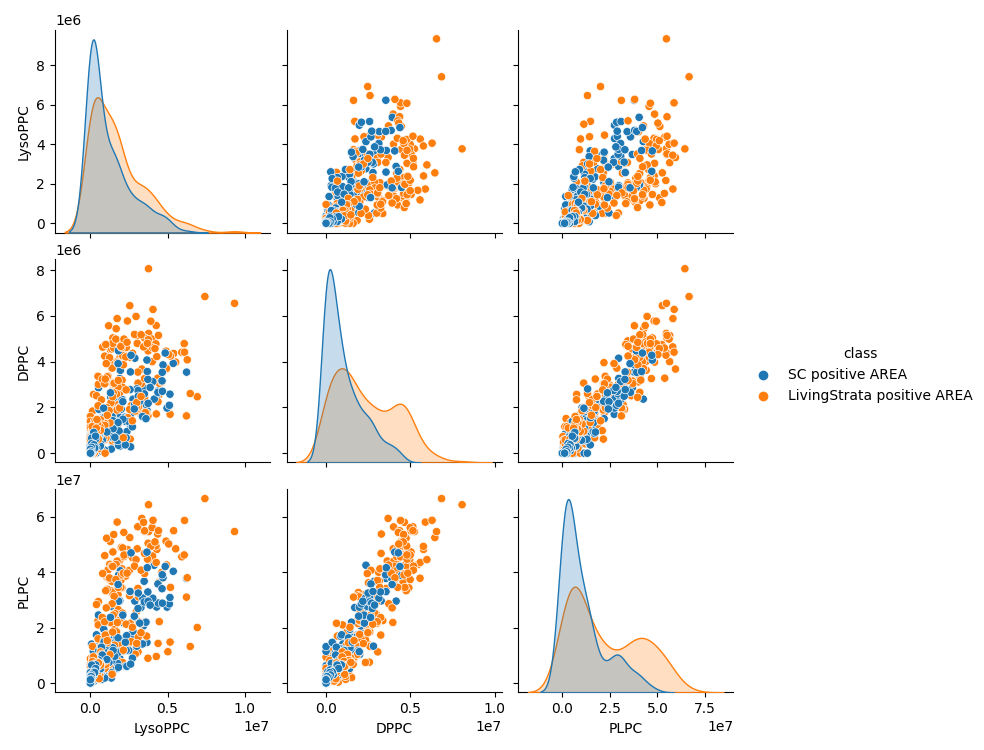 1e6
8
6
4
2
0
LysoPPC
1e6
8
6
4
2
0
DPPC
class
SC positive AREA
LivingStrata positive AREA
1e7
6
4
2
0
PLPC
0.0 0.5 1.0
1e7
LysoPPC
0.0 0.5 1.0
1e7
DPPC
0.0 2.5 5.0 7.5
1e7
PLPC